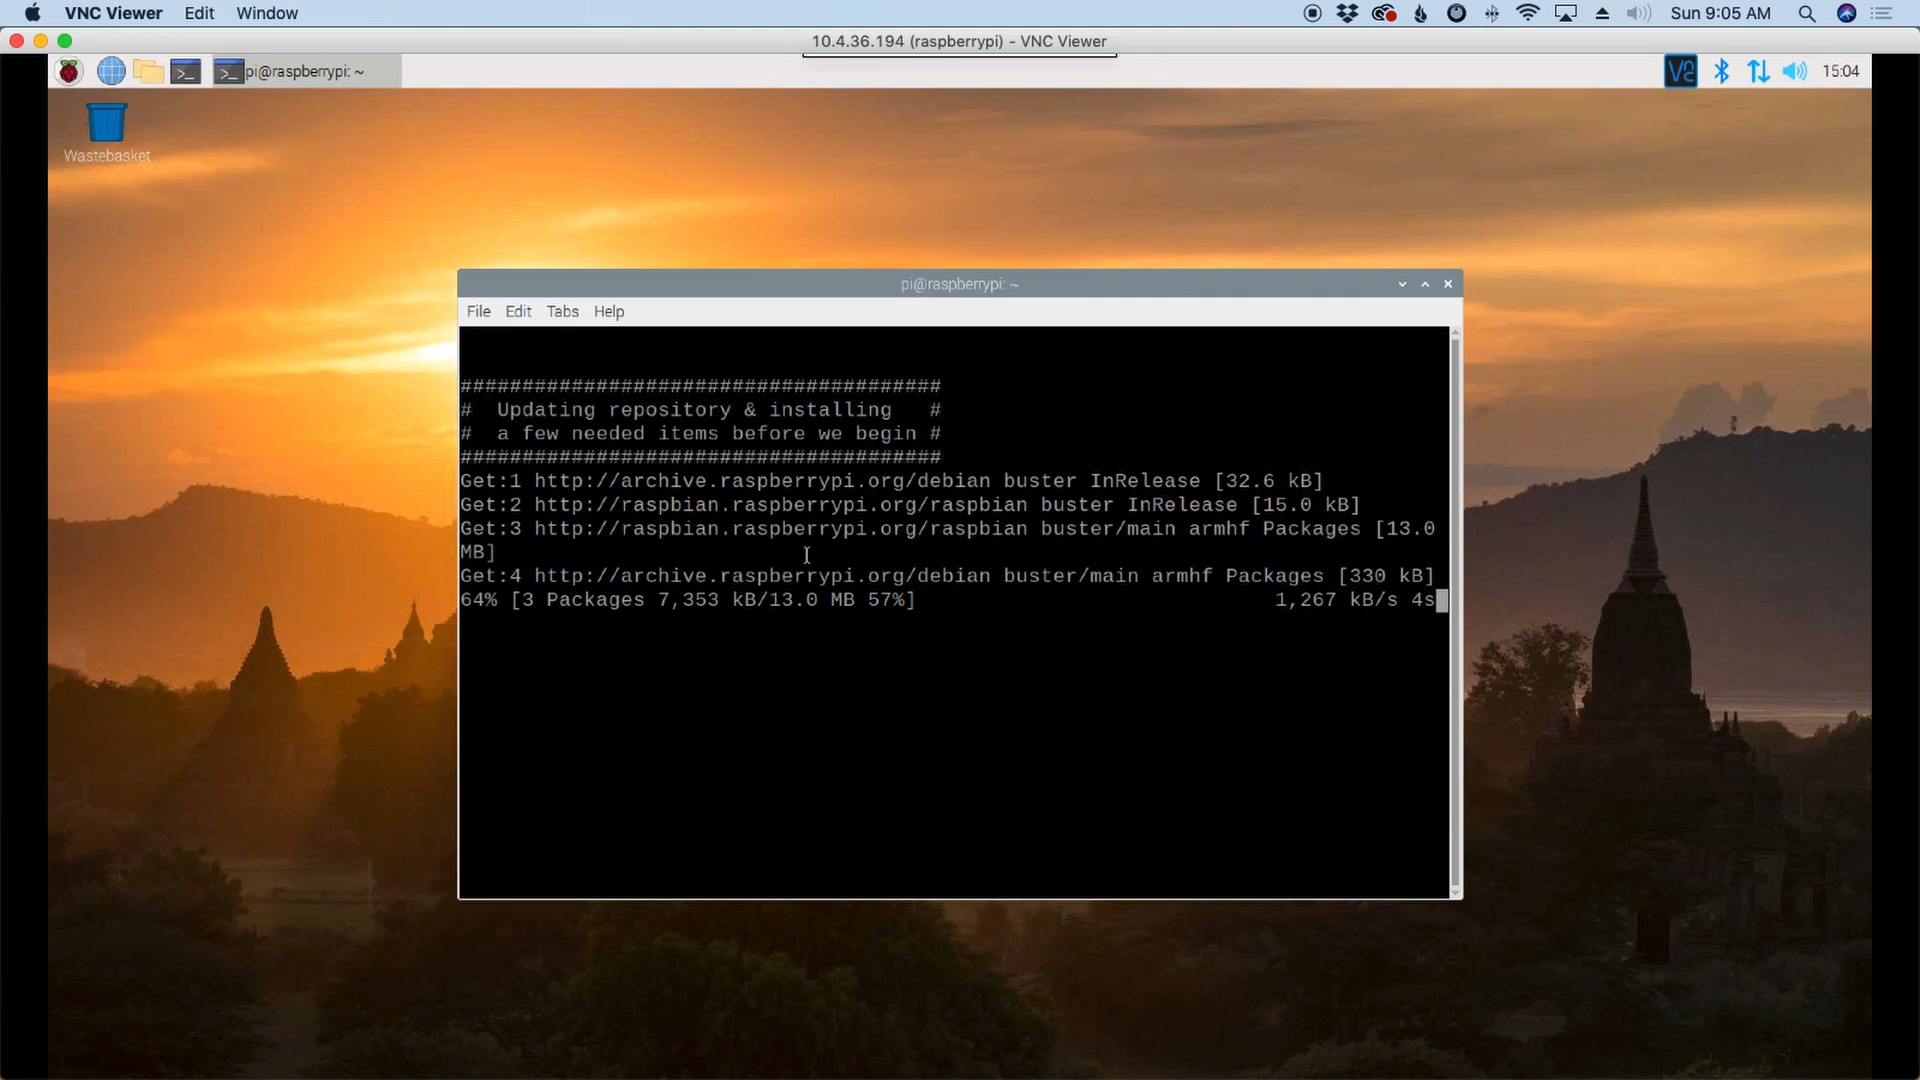 VNC Viewer Edit Window Sun 9:05 AM
10.4.36.194 (raspberrypi) - VNC Viewer
pi@raspberrypi: ~ 15:04
Wastebasket
pi@raspberrypi: ~
File Edit Tabs Help
#######################################
#  Updating repository & installing   #
#  a few needed items before we begin #
#######################################
Get:1 http://archive.raspberrypi.org/debian buster InRelease [32.6 kB]
Get:2 http://raspbian.raspberrypi.org/raspbian buster InRelease [15.0 kB]
Get:3 http://raspbian.raspberrypi.org/raspbian buster/main armhf Packages [13.0
MB]
Get:4 http://archive.raspberrypi.org/debian buster/main armhf Packages [330 kB]
64% [3 Packages 7,353 kB/13.0 MB 57%] 1,267 kB/s 4s